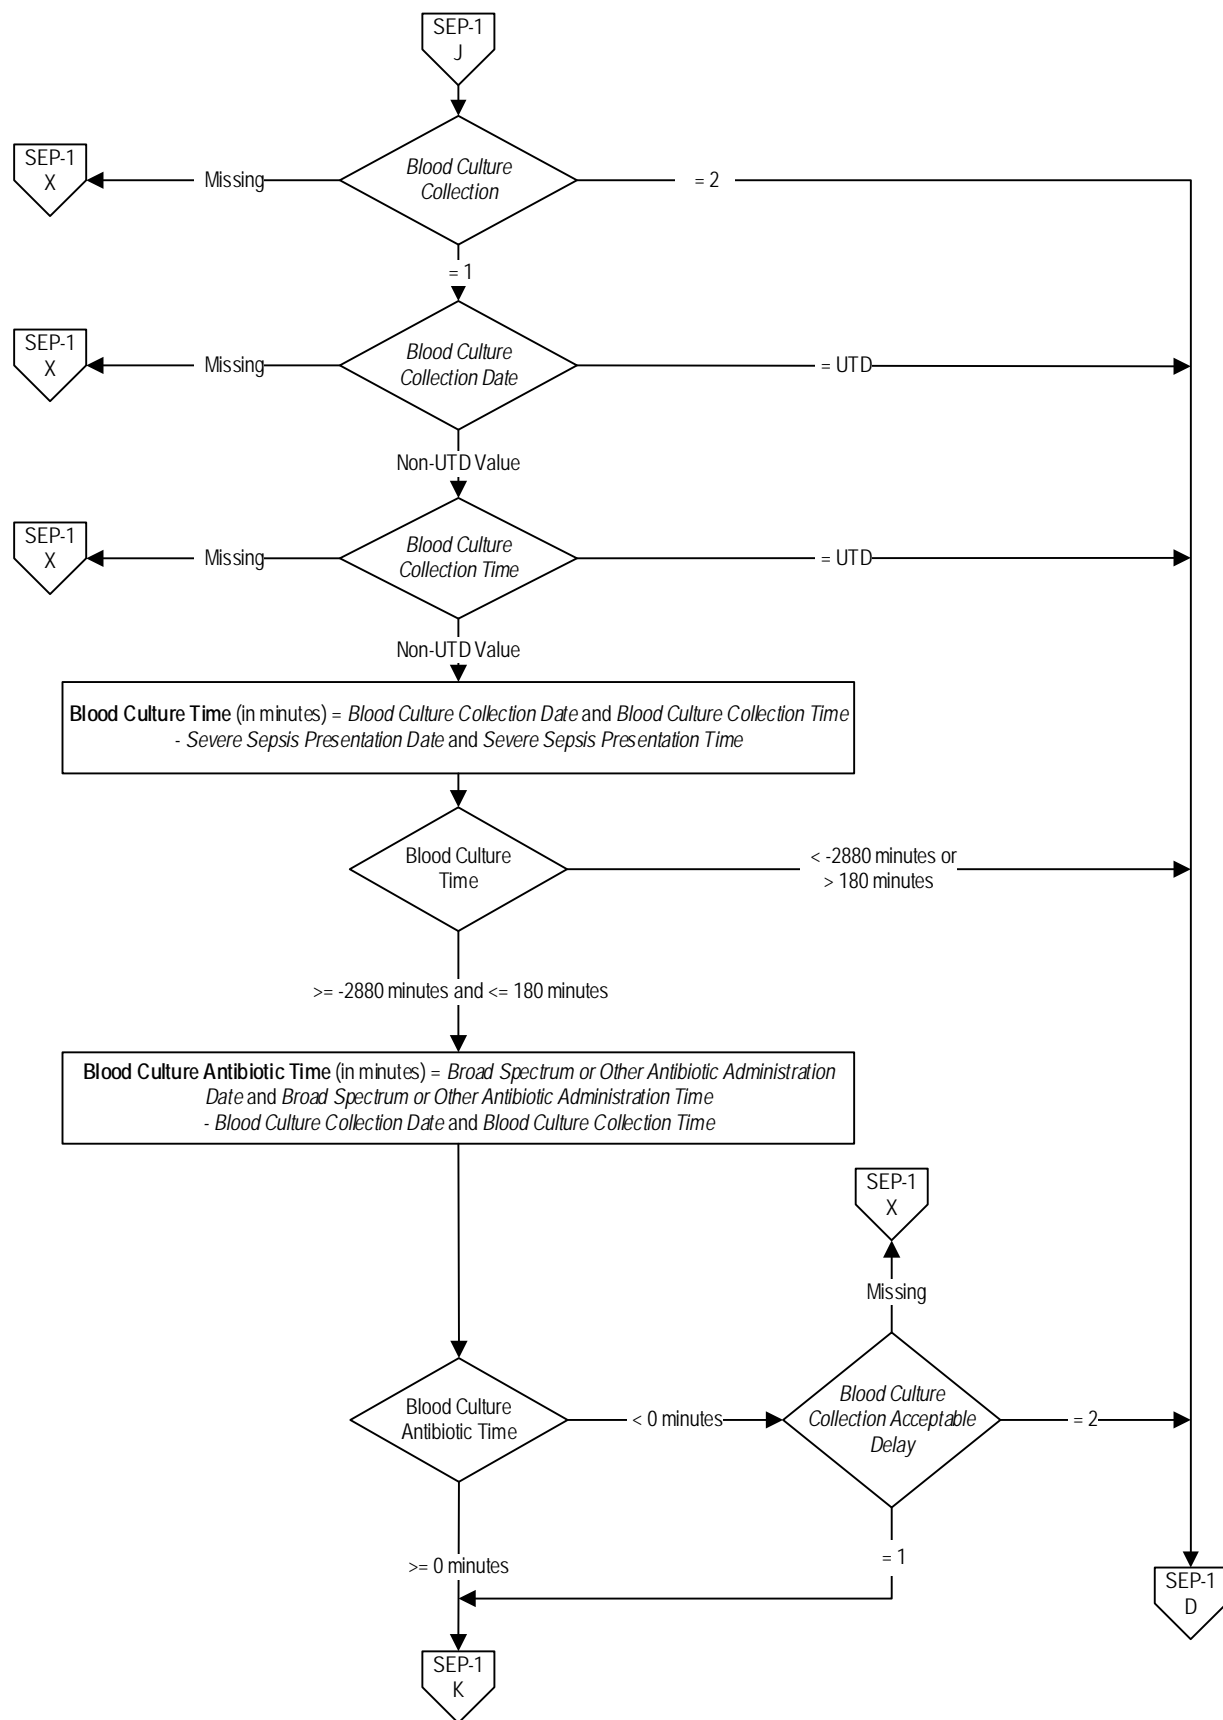 SEP-1
J
SEP-1
X
Missing
Blood Culture
Collection
= 2
= 1
SEP-1
X
Missing
Blood Culture
Collection Date
= UTD
Non-UTD Value
SEP-1
X
Missing
Blood Culture
Collection Time
= UTD
Non-UTD Value
Blood Culture Time (in minutes) = Blood Culture Collection Date and Blood Culture Collection Time
- Severe Sepsis Presentation Date and Severe Sepsis Presentation Time
Blood Culture
Time
< -2880 minutes or
> 180 minutes
>= -2880 minutes and <= 180 minutes
Blood Culture Antibiotic Time (in minutes) = Broad Spectrum or Other Antibiotic Administration
Date and Broad Spectrum or Other Antibiotic Administration Time
- Blood Culture Collection Date and Blood Culture Collection Time
SEP-1
X
Missing
Blood Culture
Antibiotic Time
< 0 minutes
Blood Culture
Collection Acceptable
Delay
= 2
>= 0 minutes
= 1
SEP-1
D
SEP-1
K